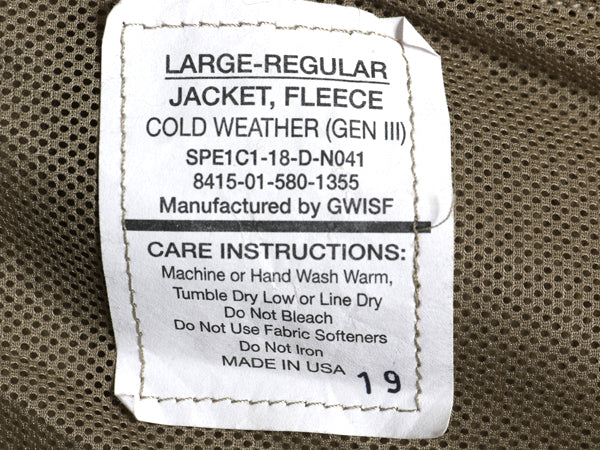 LARGE-REGULAR
JACKET, FLEECE
COLD WEATHER (GEN III)
SPE1C1-18-D-N041
8415-01-580-1355
Manufactured by GWISF
CARE INSTRUCTIONS:
Machine or Hand Wash Warm,
Tumble Dry Low or Line Dry
Do Not Bleach
Do Not Use Fabric Softeners
Do Not Iron
MADE IN USA
19